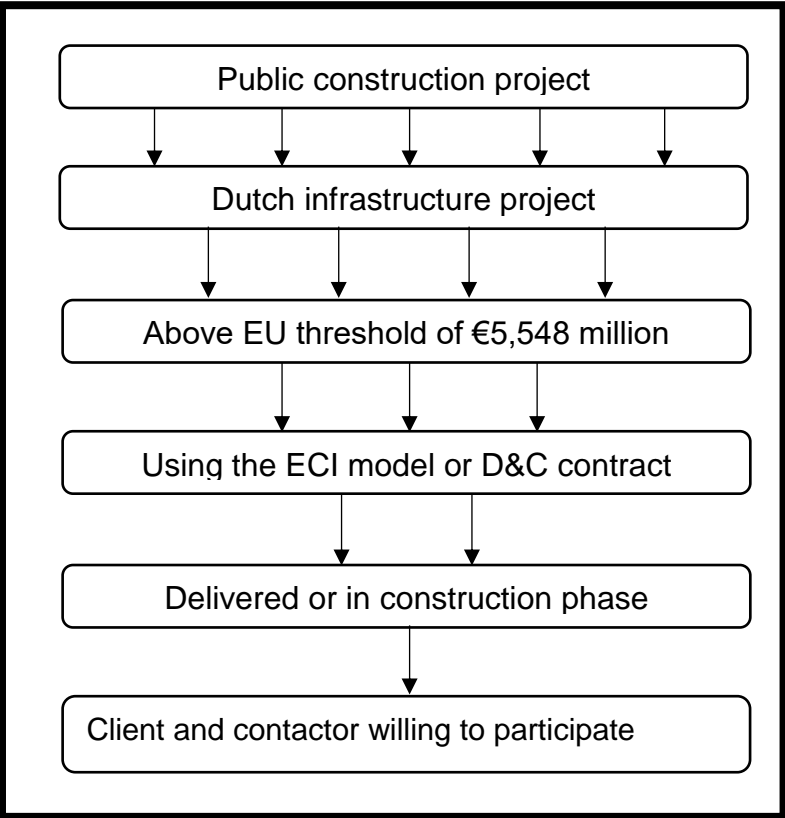 Public construction project
Dutch infrastructure project
Above EU threshold of €5,548 million
Using the ECI model or D&C contract
Delivered or in construction phase
Client and contactor willing to participate